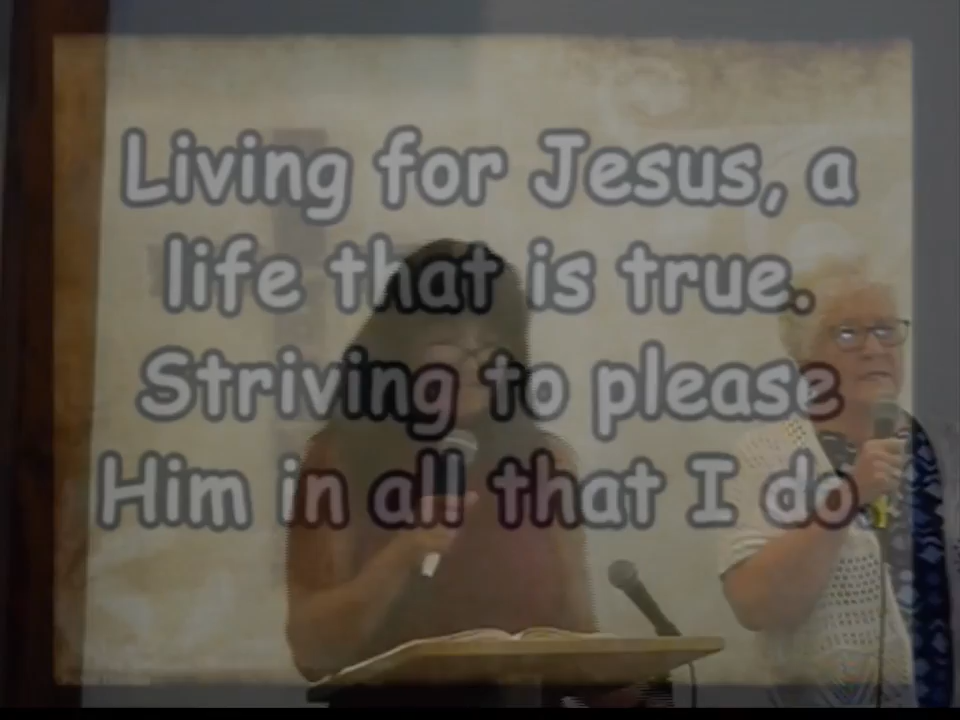 Living for Jesus, a
life that is true.
Striving to please
Him in all that I do